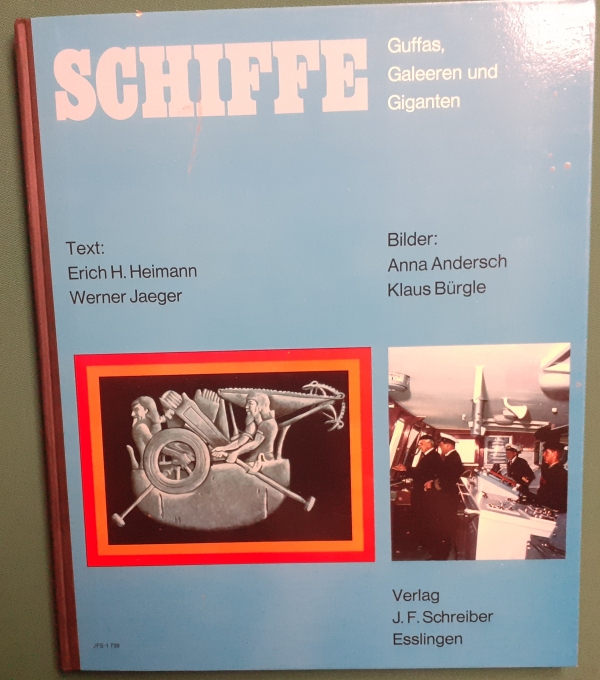 SCHIFFE
Guffas,
Galeeren und
Giganten
Text:
Erich H. Heimann
Werner Jaeger
Bilder:
Anna Andersch
Klaus Bürgle
Verlag
J. F. Schreiber
Esslingen